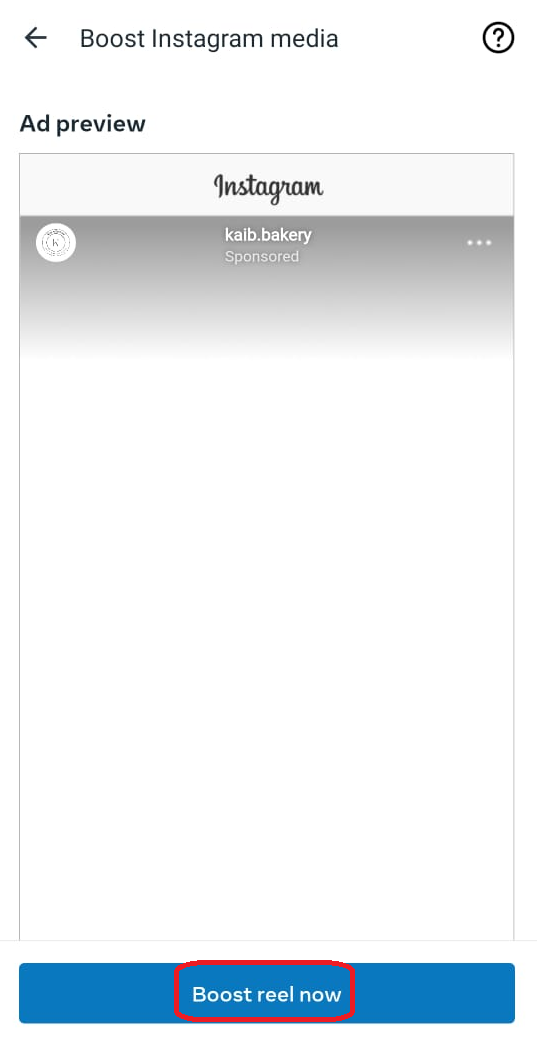 Boost Instagram media
Ad preview
Instagram
K
kaib.bakery
Sponsored
Boost reel now